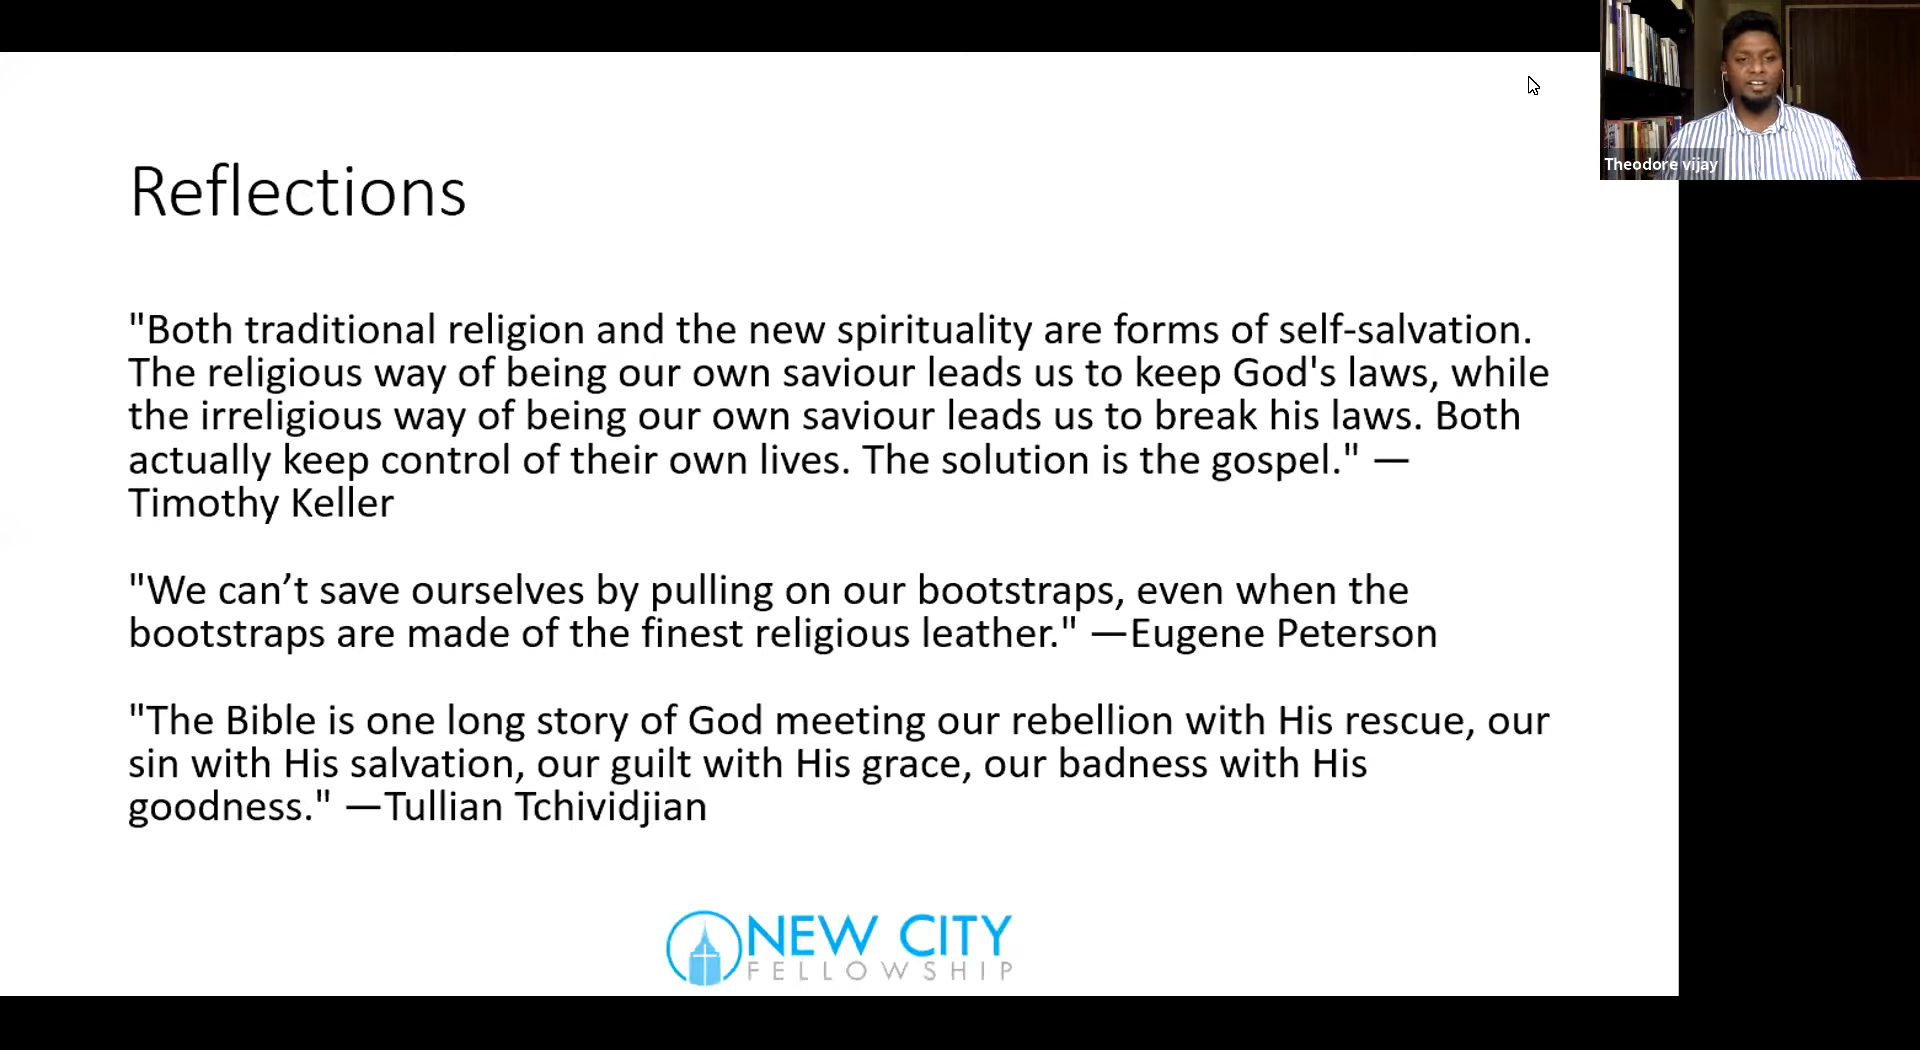 Theodore vijay
Reflections
"Both traditional religion and the new spirituality are forms of self-salvation.
The religious way of being our own saviour leads us to keep God's laws, while
the irreligious way of being our own saviour leads us to break his laws. Both
actually keep control of their own lives. The solution is the gospel." —
Timothy Keller
"We can’t save ourselves by pulling on our bootstraps, even when the
bootstraps are made of the finest religious leather." —Eugene Peterson
"The Bible is one long story of God meeting our rebellion with His rescue, our
sin with His salvation, our guilt with His grace, our badness with His
goodness." —Tullian Tchividjian
NEW CITY
FELLOWSHIP